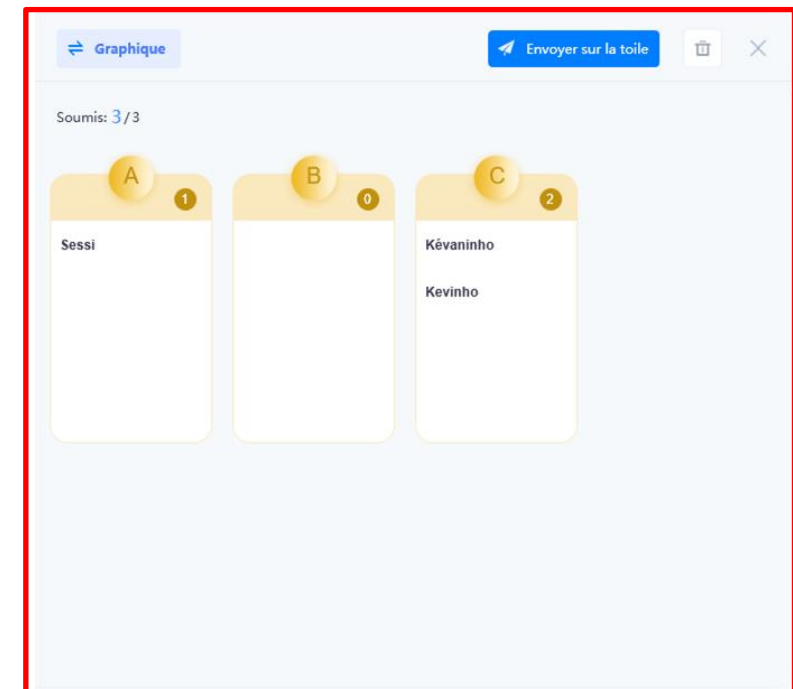 Graphique
Envoyer sur la toile
Soumis: 3/3
A
1
B
0
C
2
Sessi
Kévaninho
Kevinho